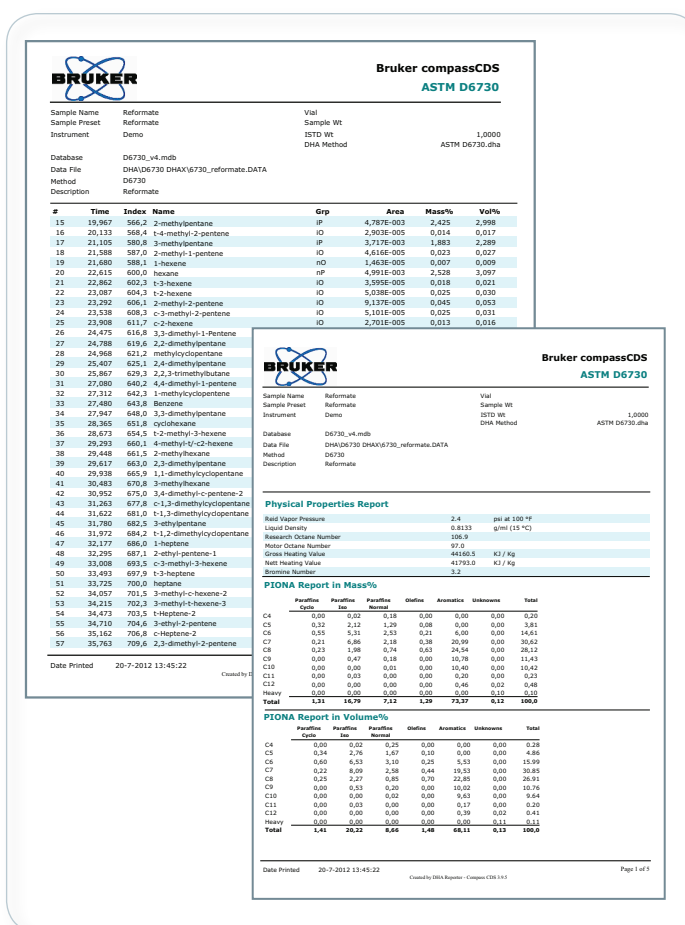 BRUKER
Bruker compassCDS
ASTM D6730
Sample Name Reformate Vial
Sample Preset Reformate Sample Wt
Instrument Demo ISTD Wt 1,0000
DHA Method ASTM D6730.dha
Database D6730_v4.mdb
Data File DHA\D6730 DHAX\6730_reformate.DATA
Method D6730
Description Reformate
# Time Index Name Grp Area Mass% Vol%
15 19,967 566,2 2-methylpentane iP 4,787E-003 2,425 2,998
16 20,133 568,4 t-4-methyl-2-pentene iO 2,903E-005 0,014 0,017
17 21,105 580,8 3-methylpentane iP 3,717E-003 1,883 2,289
18 21,588 587,0 2-methyl-1-pentene iO 4,616E-005 0,023 0,027
19 21,680 588,1 1-hexene nO 1,463E-005 0,007 0,009
20 22,615 600,0 hexane nP 4,991E-003 2,528 3,097
21 22,862 602,3 t-3-hexene iO 3,595E-005 0,018 0,021
22 23,087 604,3 t-2-hexene iO 5,038E-005 0,025 0,030
23 23,292 606,1 2-methyl-2-pentene iO 9,137E-005 0,045 0,053
24 23,538 608,3 c-3-methyl-2-pentene iO 5,101E-005 0,025 0,031
25 23,908 611,7 c-2-hexene iO 2,701E-005 0,013 0,016
26 24,475 616,8 3,3-dimethyl-1-Pentene
27 24,788 619,6 2,2-dimethylpentane
28 24,968 621,2 methylcyclopentane
29 25,407 625,1 2,4-dimethylpentane
30 25,867 629,3 2,2,3-trimethylbutane
31 27,080 640,2 4,4-dimethyl-1-pentene
32 27,312 642,3 1-methylcyclopentene
33 27,480 643,8 Benzene
34 27,947 648,0 3,3-dimethylpentane
35 28,365 651,8 cyclohexane
36 28,673 654,5 t-2-methyl-3-hexene
37 29,293 660,1 4-methyl-t/-c2-hexene
38 29,448 661,5 2-methylhexane
39 29,617 663,0 2,3-dimethylpentane
40 29,938 665,9 1,1-dimethylcyclopentane
41 30,483 670,8 3-methylhexane
42 30,952 675,0 3,4-dimethyl-c-pentene-2
43 31,263 677,8 c-1,3-dimethylcyclopentane
44 31,622 681,0 t-1,3-dimethylcyclopentane
45 31,780 682,5 3-ethylpentane
46 31,972 684,2 t-1,2-dimethylcyclopentane
47 32,177 686,0 1-heptene
48 32,295 687,1 2-ethyl-pentene-1
49 33,008 693,5 c-3-methyl-3-hexene
50 33,493 697,9 t-3-heptene
51 33,725 700,0 heptane
52 34,057 701,5 3-methyl-c-hexene-2
53 34,215 702,3 3-methyl-t-hexene-3
54 34,473 703,5 t-Heptene-2
55 34,710 704,6 3-ethyl-2-pentene
56 35,162 706,8 c-Heptene-2
57 35,763 709,6 2,3-dimethyl-2-pentene
Date Printed 20-7-2012 13:45:22
Created by D
BRUKER
Bruker compassCDS
ASTM D6730
Sample Name Reformate Vial
Sample Preset Reformate Sample Wt
Instrument Demo ISTD Wt 1,0000
DHA Method ASTM D6730.dha
Database D6730_v4.mdb
Data File DHA\D6730 DHAX\6730_reformate.DATA
Method D6730
Description Reformate
Physical Properties Report
Reid Vapor Pressure 2.4 psi at 100 °F
Liquid Density 0.8133 g/ml (15 °C)
Research Octane Number 106.9
Motor Octane Number 97.0
Gross Heating Value 44160.5 KJ / Kg
Nett Heating Value 41793.0 KJ / Kg
Bromine Number 3.2
PIONA Report in Mass%
Paraffins Paraffins Paraffins Olefins Aromatics Unknowns Total
Cyclo Iso Normal
C4 0,00 0,02 0,18 0,00 0,00 0,00 0,20
C5 0,32 2,12 1,29 0,08 0,00 0,00 3,81
C6 0,55 5,31 2,53 0,21 6,00 0,00 14,61
C7 0,21 6,86 2,18 0,38 20,99 0,00 30,62
C8 0,23 1,98 0,74 0,63 24,54 0,00 28,12
C9 0,00 0,47 0,18 0,00 10,78 0,00 11,43
C10 0,00 0,00 0,01 0,00 10,40 0,00 10,42
C11 0,00 0,03 0,00 0,00 0,20 0,00 0,23
C12 0,00 0,00 0,00 0,00 0,46 0,02 0,48
Heavy 0,00 0,00 0,00 0,00 0,00 0,10 0,10
Total 1,31 16,79 7,12 1,29 73,37 0,12 100,0
PIONA Report in Volume%
Paraffins Paraffins Paraffins Olefins Aromatics Unknowns Total
Cyclo Iso Normal
C4 0,00 0,02 0,25 0,00 0,00 0,00 0.28
C5 0,34 2,76 1,67 0,10 0,00 0,00 4.86
C6 0,60 6,53 3,10 0,25 5,53 0,00 15.99
C7 0,22 8,09 2,58 0,44 19,53 0,00 30.85
C8 0,25 2,27 0,85 0,70 22,85 0,00 26.91
C9 0,00 0,53 0,20 0,00 10,02 0,00 10.76
C10 0,00 0,00 0,02 0,00 9,63 0,00 9.64
C11 0,00 0,03 0,00 0,00 0,17 0,00 0.20
C12 0,00 0,00 0,00 0,00 0,39 0,02 0.41
Heavy 0,00 0,00 0,00 0,00 0,00 0,11 0.11
Total 1,41 20,22 8,66 1,48 68,11 0,13 100,0
Date Printed 20-7-2012 13:45:22 Page 1 of 5
Created by DHA Reporter - Compass CDS 3.9.5